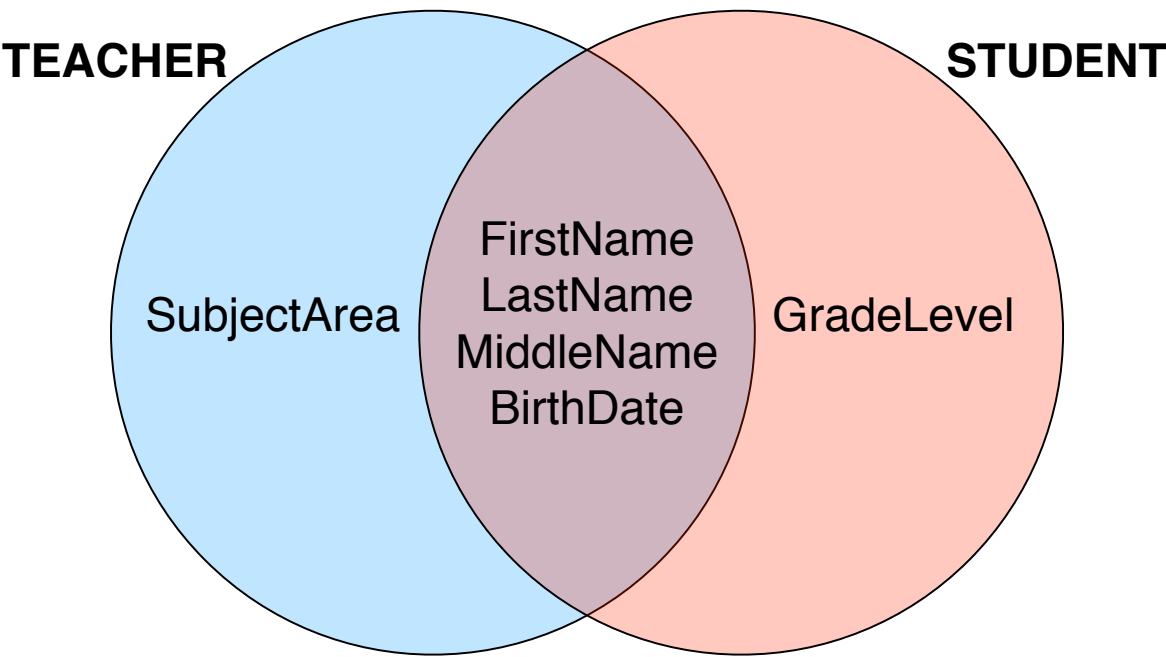 TEACHER
STUDENT
SubjectArea
FirstName
LastName
MiddleName
BirthDate
GradeLevel